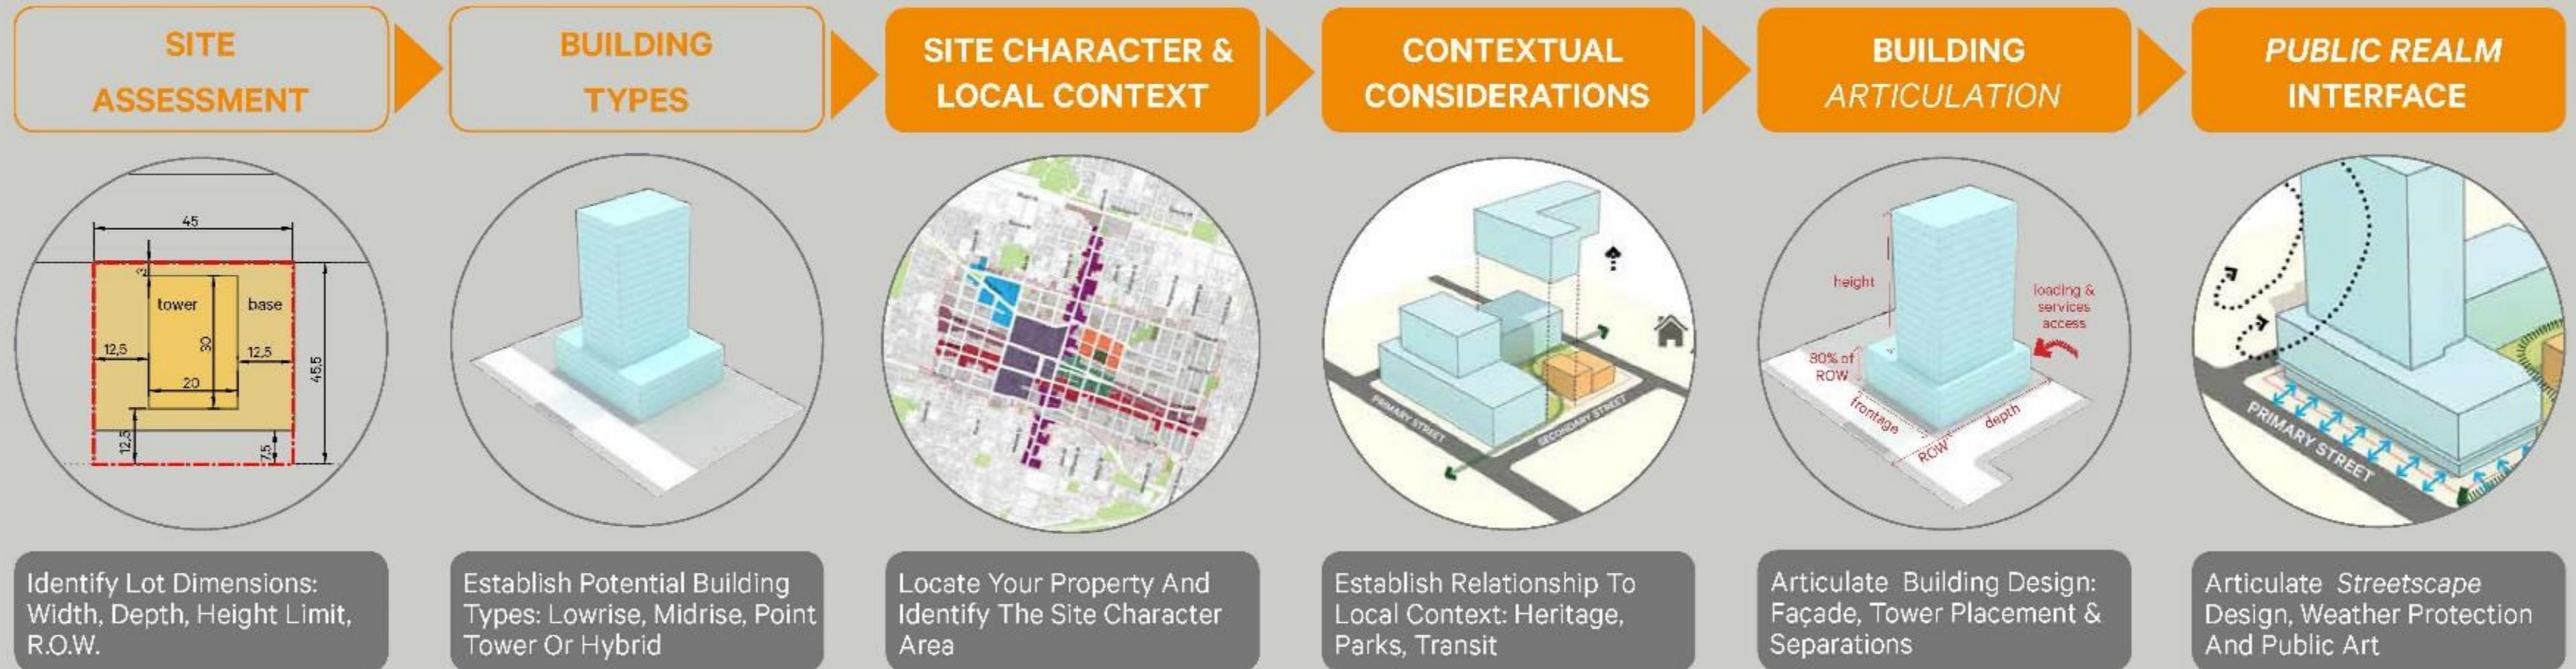 SITE
ASSESSMENT
BUILDING
TYPES
SITE CHARACTER &
LOCAL CONTEXT
CONTEXTUAL
CONSIDERATIONS
BUILDING
ARTICULATION
PUBLIC REALM
INTERFACE
45
3
tower
base
12,5
30
12,5
20
45,5
12,5
7,5
PRIMARY STREET
SECONDARY STREET
height
loading &
services
access
80% of
ROW
frontage
depth
ROW
PRIMARY STREET
Identify Lot Dimensions:
Width, Depth, Height Limit,
R.O.W.
Establish Potential Building
Types: Lowrise, Midrise, Point
Tower Or Hybrid
Locate Your Property And
Identify The Site Character
Area
Establish Relationship To
Local Context: Heritage,
Parks, Transit
Articulate Building Design:
Façade, Tower Placement &
Separations
Articulate Streetscape
Design, Weather Protection
And Public Art